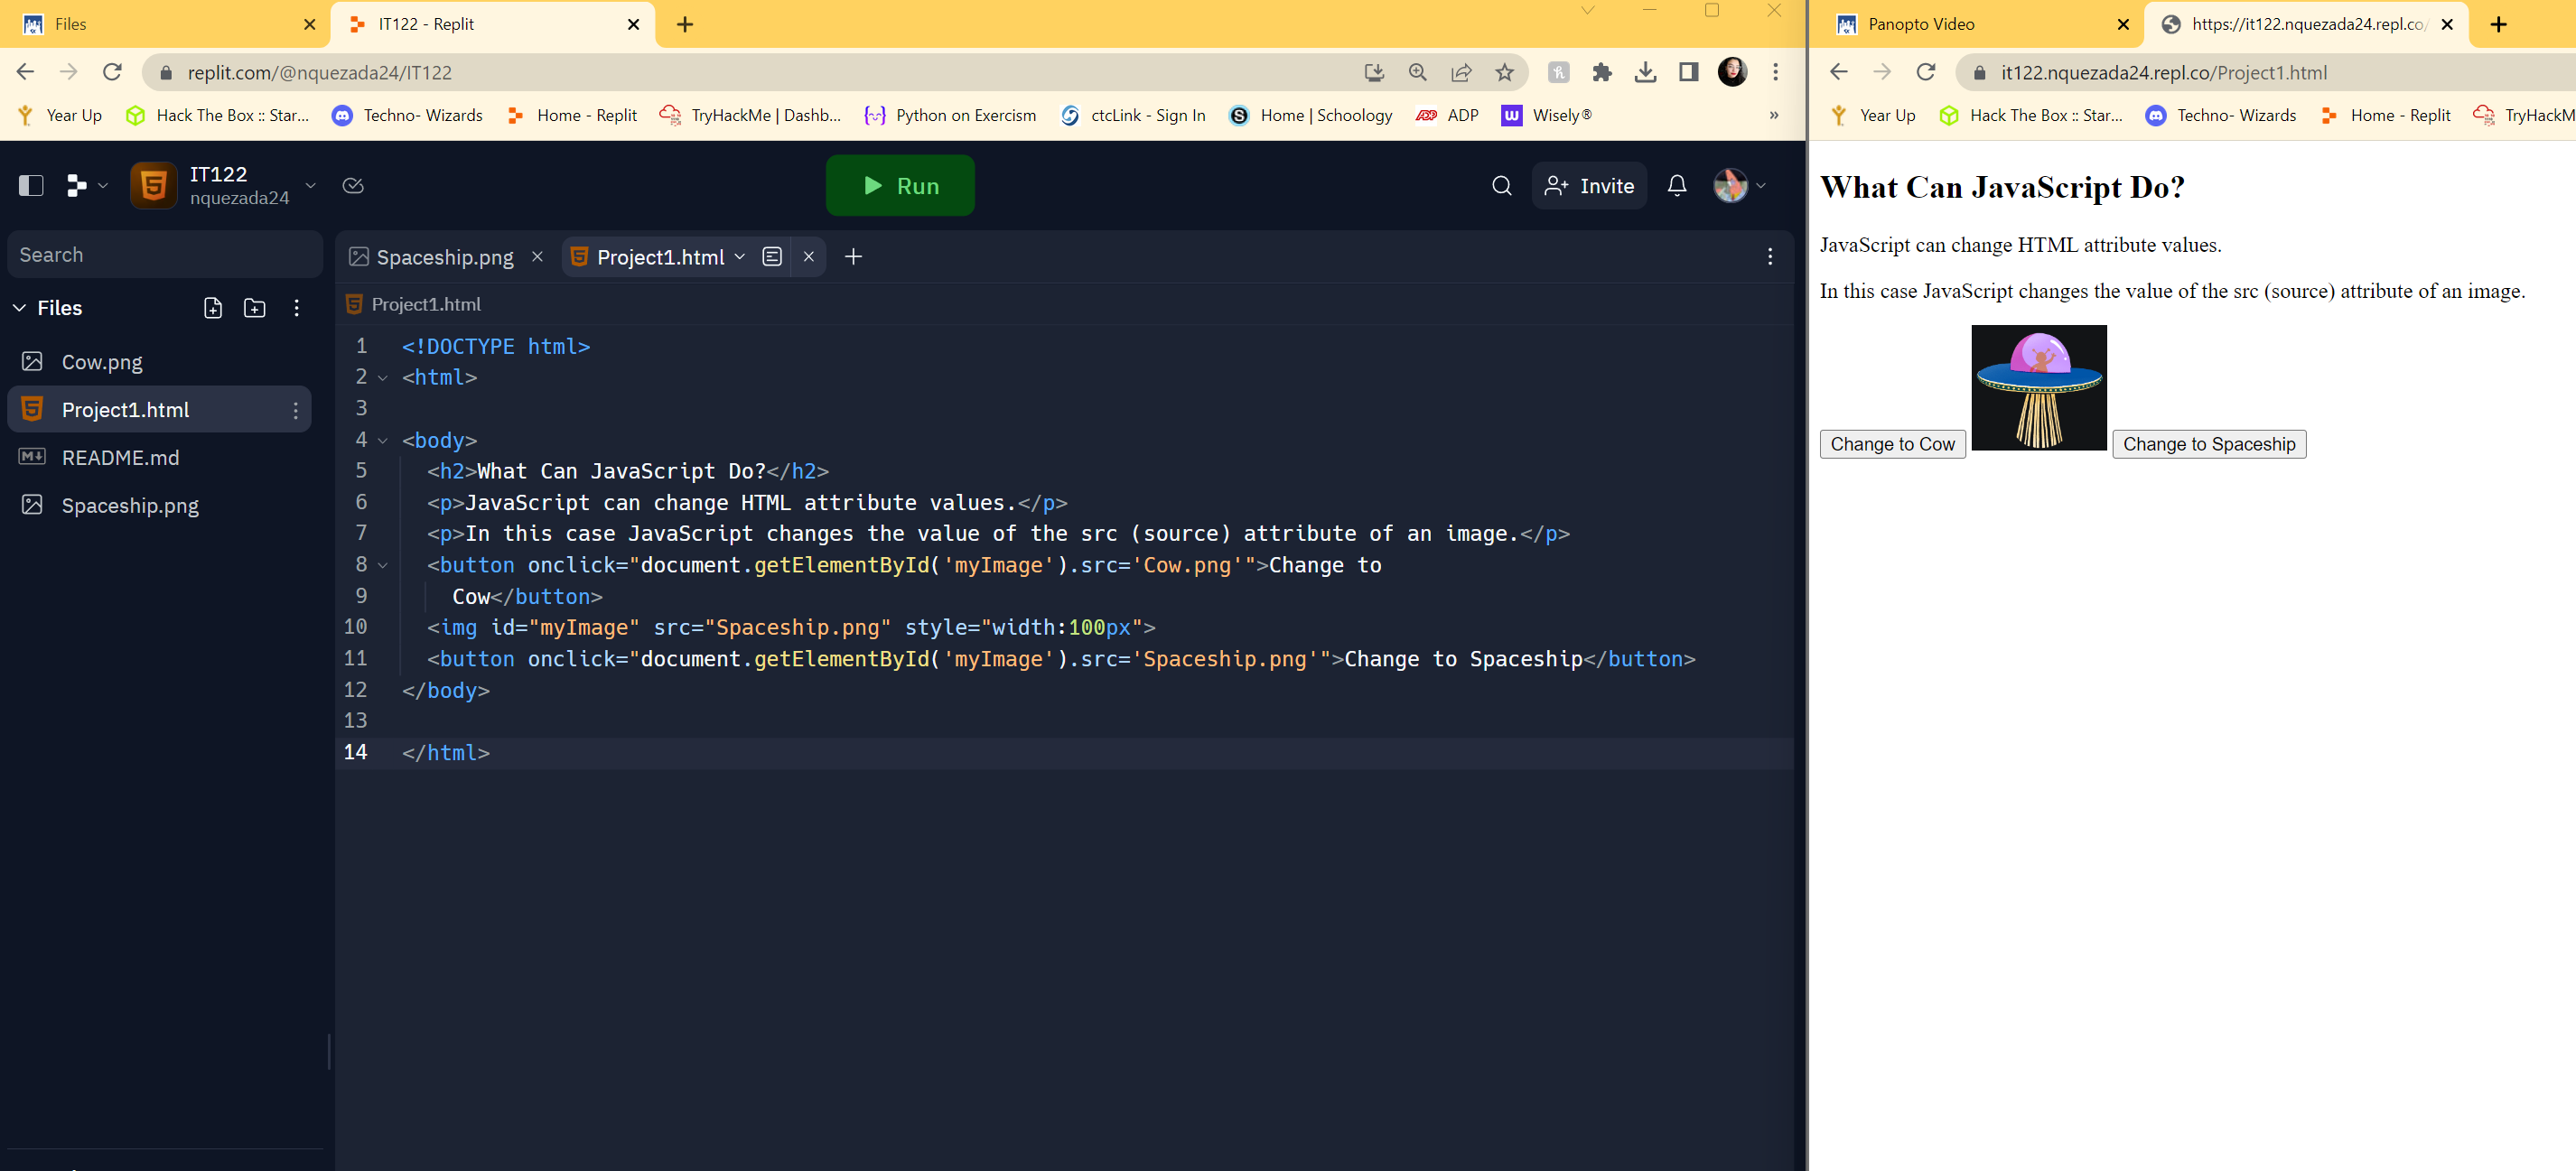 Files
IT122 - Replit
replit.com/@nquezada24/IT122
Year Up
Hack The Box :: Star...
Techno- Wizards
Home - Replit
TryHackMe | Dashb...
Python on Exercism
ctcLink - Sign In
Home | Schoology
ADP
Wisely®
»
IT122
nquezada24
Run
Invite
Search
Files
Cow.png
Project1.html
README.md
Spaceship.png
Spaceship.png
Project1.html
Project1.html
1 <!DOCTYPE html>
2 <html>
3
4 <body>
5 <h2>What Can JavaScript Do?</h2>
6 <p>JavaScript can change HTML attribute values.</p>
7 <p>In this case JavaScript changes the value of the src (source) attribute of an image.</p>
8 <button onclick="document.getElementById('myImage').src='Cow.png'">Change to
9 Cow</button>
10 <img id="myImage" src="Spaceship.png" style="width:100px">
11 <button onclick="document.getElementById('myImage').src='Spaceship.png'">Change to Spaceship</button>
12 </body>
13
14 </html>
Panopto Video
https://it122.nquezada24.repl.co/
it122.nquezada24.repl.co/Project1.html
Year Up
Hack The Box :: Star...
Techno- Wizards
Home - Replit
TryHackM
What Can JavaScript Do?
JavaScript can change HTML attribute values.
In this case JavaScript changes the value of the src (source) attribute of an image.
Change to Cow
Change to Spaceship